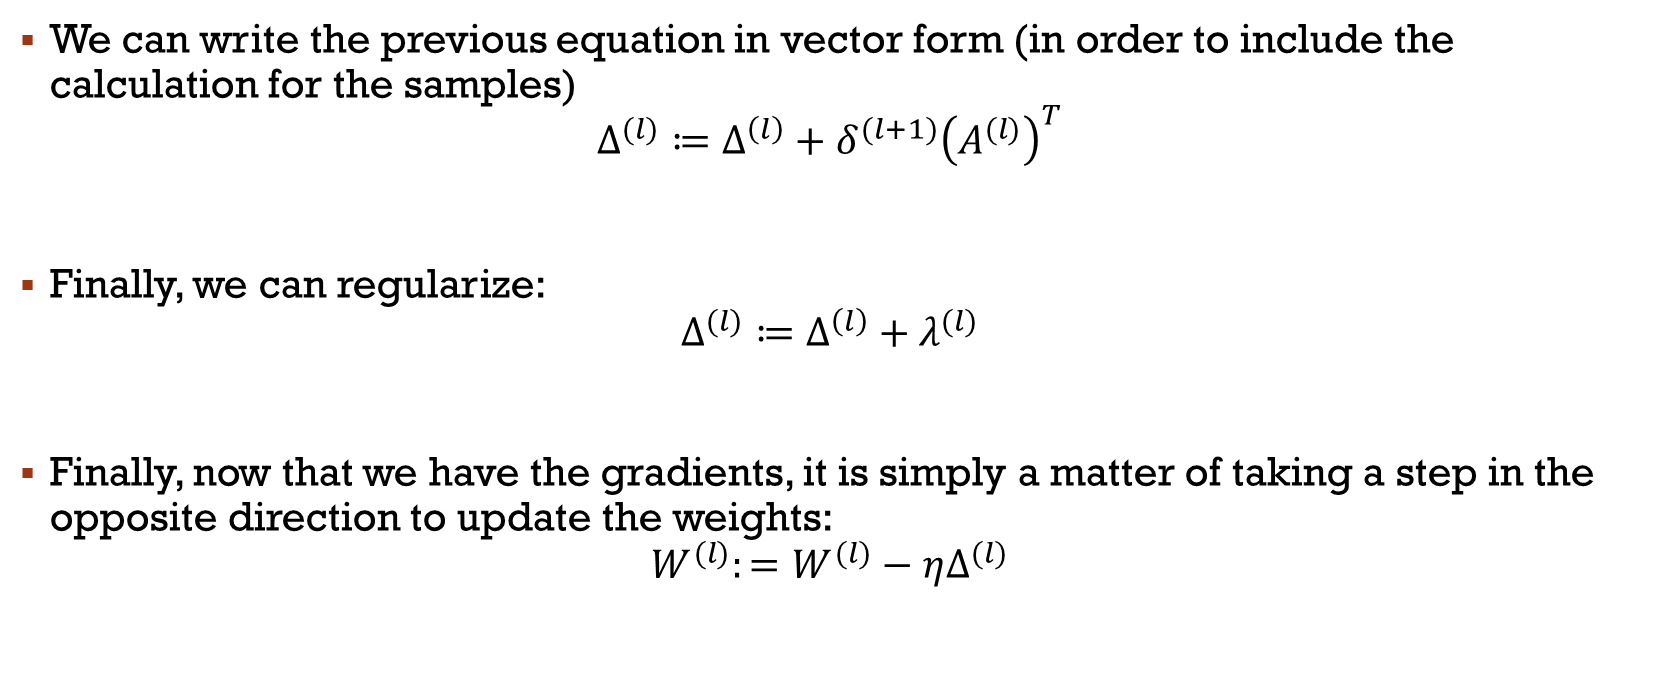 ▪ We can write the previous equation in vector form (in order to include the
calculation for the samples)
Δ⁽ˡ⁾ ≔ Δ⁽ˡ⁾ + δ⁽ˡ⁺¹⁾(A⁽ˡ⁾)ᵀ
▪ Finally, we can regularize:
Δ⁽ˡ⁾ ≔ Δ⁽ˡ⁾ + λ⁽ˡ⁾
▪ Finally, now that we have the gradients, it is simply a matter of taking a step in the
opposite direction to update the weights:
W⁽ˡ⁾: = W⁽ˡ⁾ − ηΔ⁽ˡ⁾